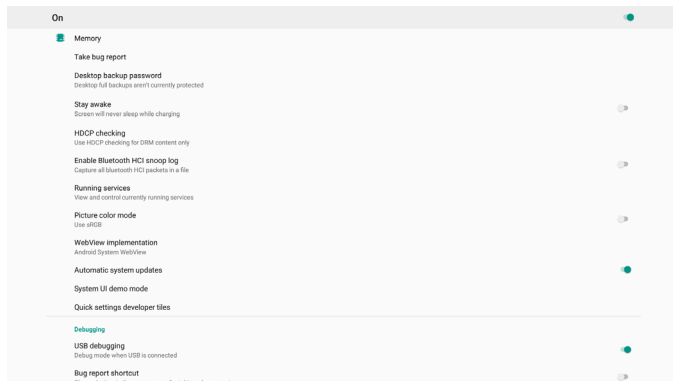 On
Memory
Take bug report
Desktop backup password
Desktop full backups aren't currently protected
Stay awake
Screen will never sleep while charging
HDCP checking
Use HDCP checking for DRM content only
Enable Bluetooth HCI snoop log
Capture all bluetooth HCI packets in a file
Running services
View and control currently running services
Picture color mode
Use sRGB
WebView implementation
Android System WebView
Automatic system updates
System UI demo mode
Quick settings developer tiles
Debugging
USB debugging
Debug mode when USB is connected
Bug report shortcut